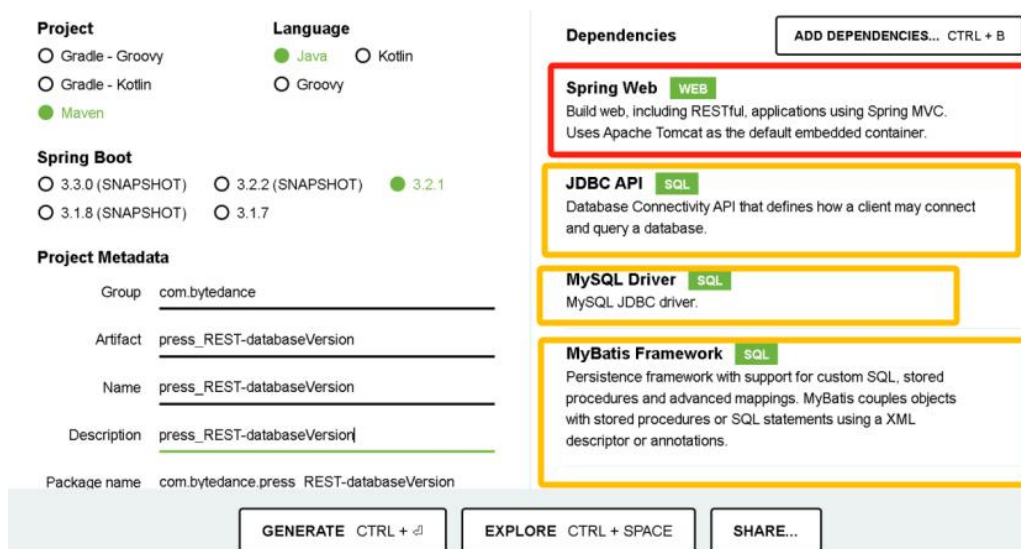 Project
Language
Gradle - Groovy
Java
Kotlin
Gradle - Kotlin
Groovy
Maven
Spring Boot
3.3.0 (SNAPSHOT)
3.2.2 (SNAPSHOT)
3.2.1
3.1.8 (SNAPSHOT)
3.1.7
Project Metadata
Group com.bytedance
Artifact press_REST-databaseVersion
Name press_REST-databaseVersion
Description press_REST-databaseVersion
Package name com.bytedance.press_REST-databaseVersion
Dependencies
ADD DEPENDENCIES... CTRL + B
Spring Web WEB
Build web, including RESTful, applications using Spring MVC.
Uses Apache Tomcat as the default embedded container.
JDBC API SQL
Database Connectivity API that defines how a client may connect
and query a database.
MySQL Driver SQL
MySQL JDBC driver.
MyBatis Framework SQL
Persistence framework with support for custom SQL, stored
procedures and advanced mappings. MyBatis couples objects
with stored procedures or SQL statements using a XML
descriptor or annotations.
GENERATE CTRL + ⏎
EXPLORE CTRL + SPACE
SHARE...